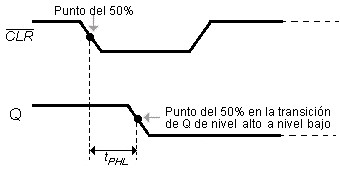 Punto del 50%
CLR
Q
Punto del 50% en la transición
de Q de nivel alto a nivel bajo
tPHL